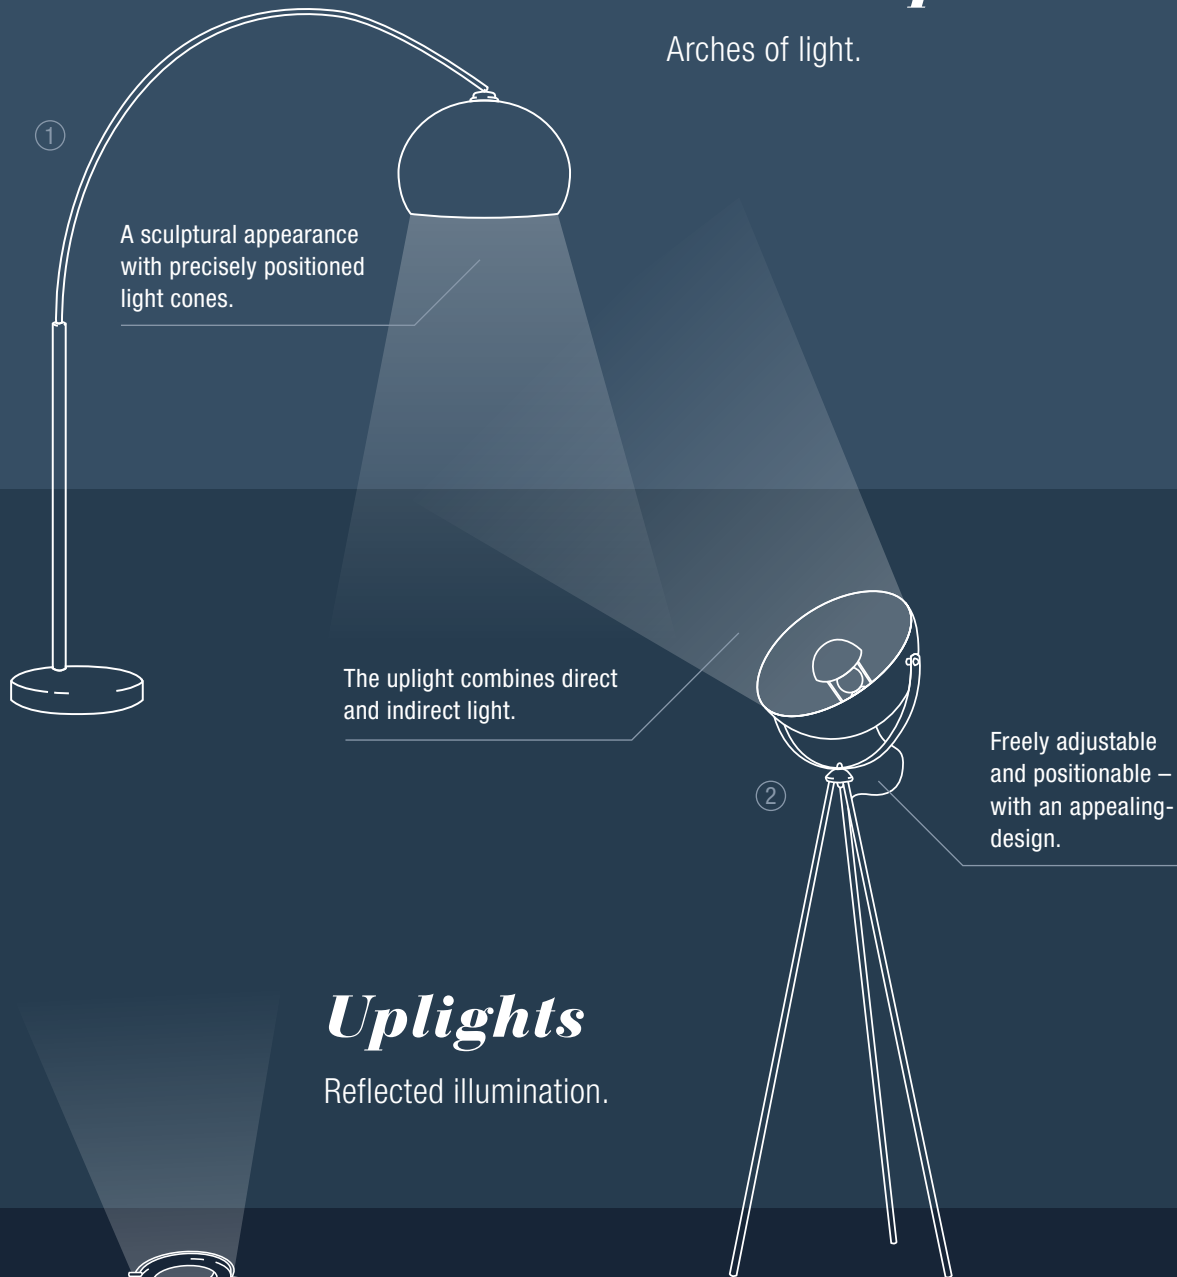 Arches of light.
1
A sculptural appearance
with precisely positioned
light cones.
The uplight combines direct
and indirect light.
Freely adjustable
and positionable –
with an appealing-
design.
2
Uplights
Reflected illumination.